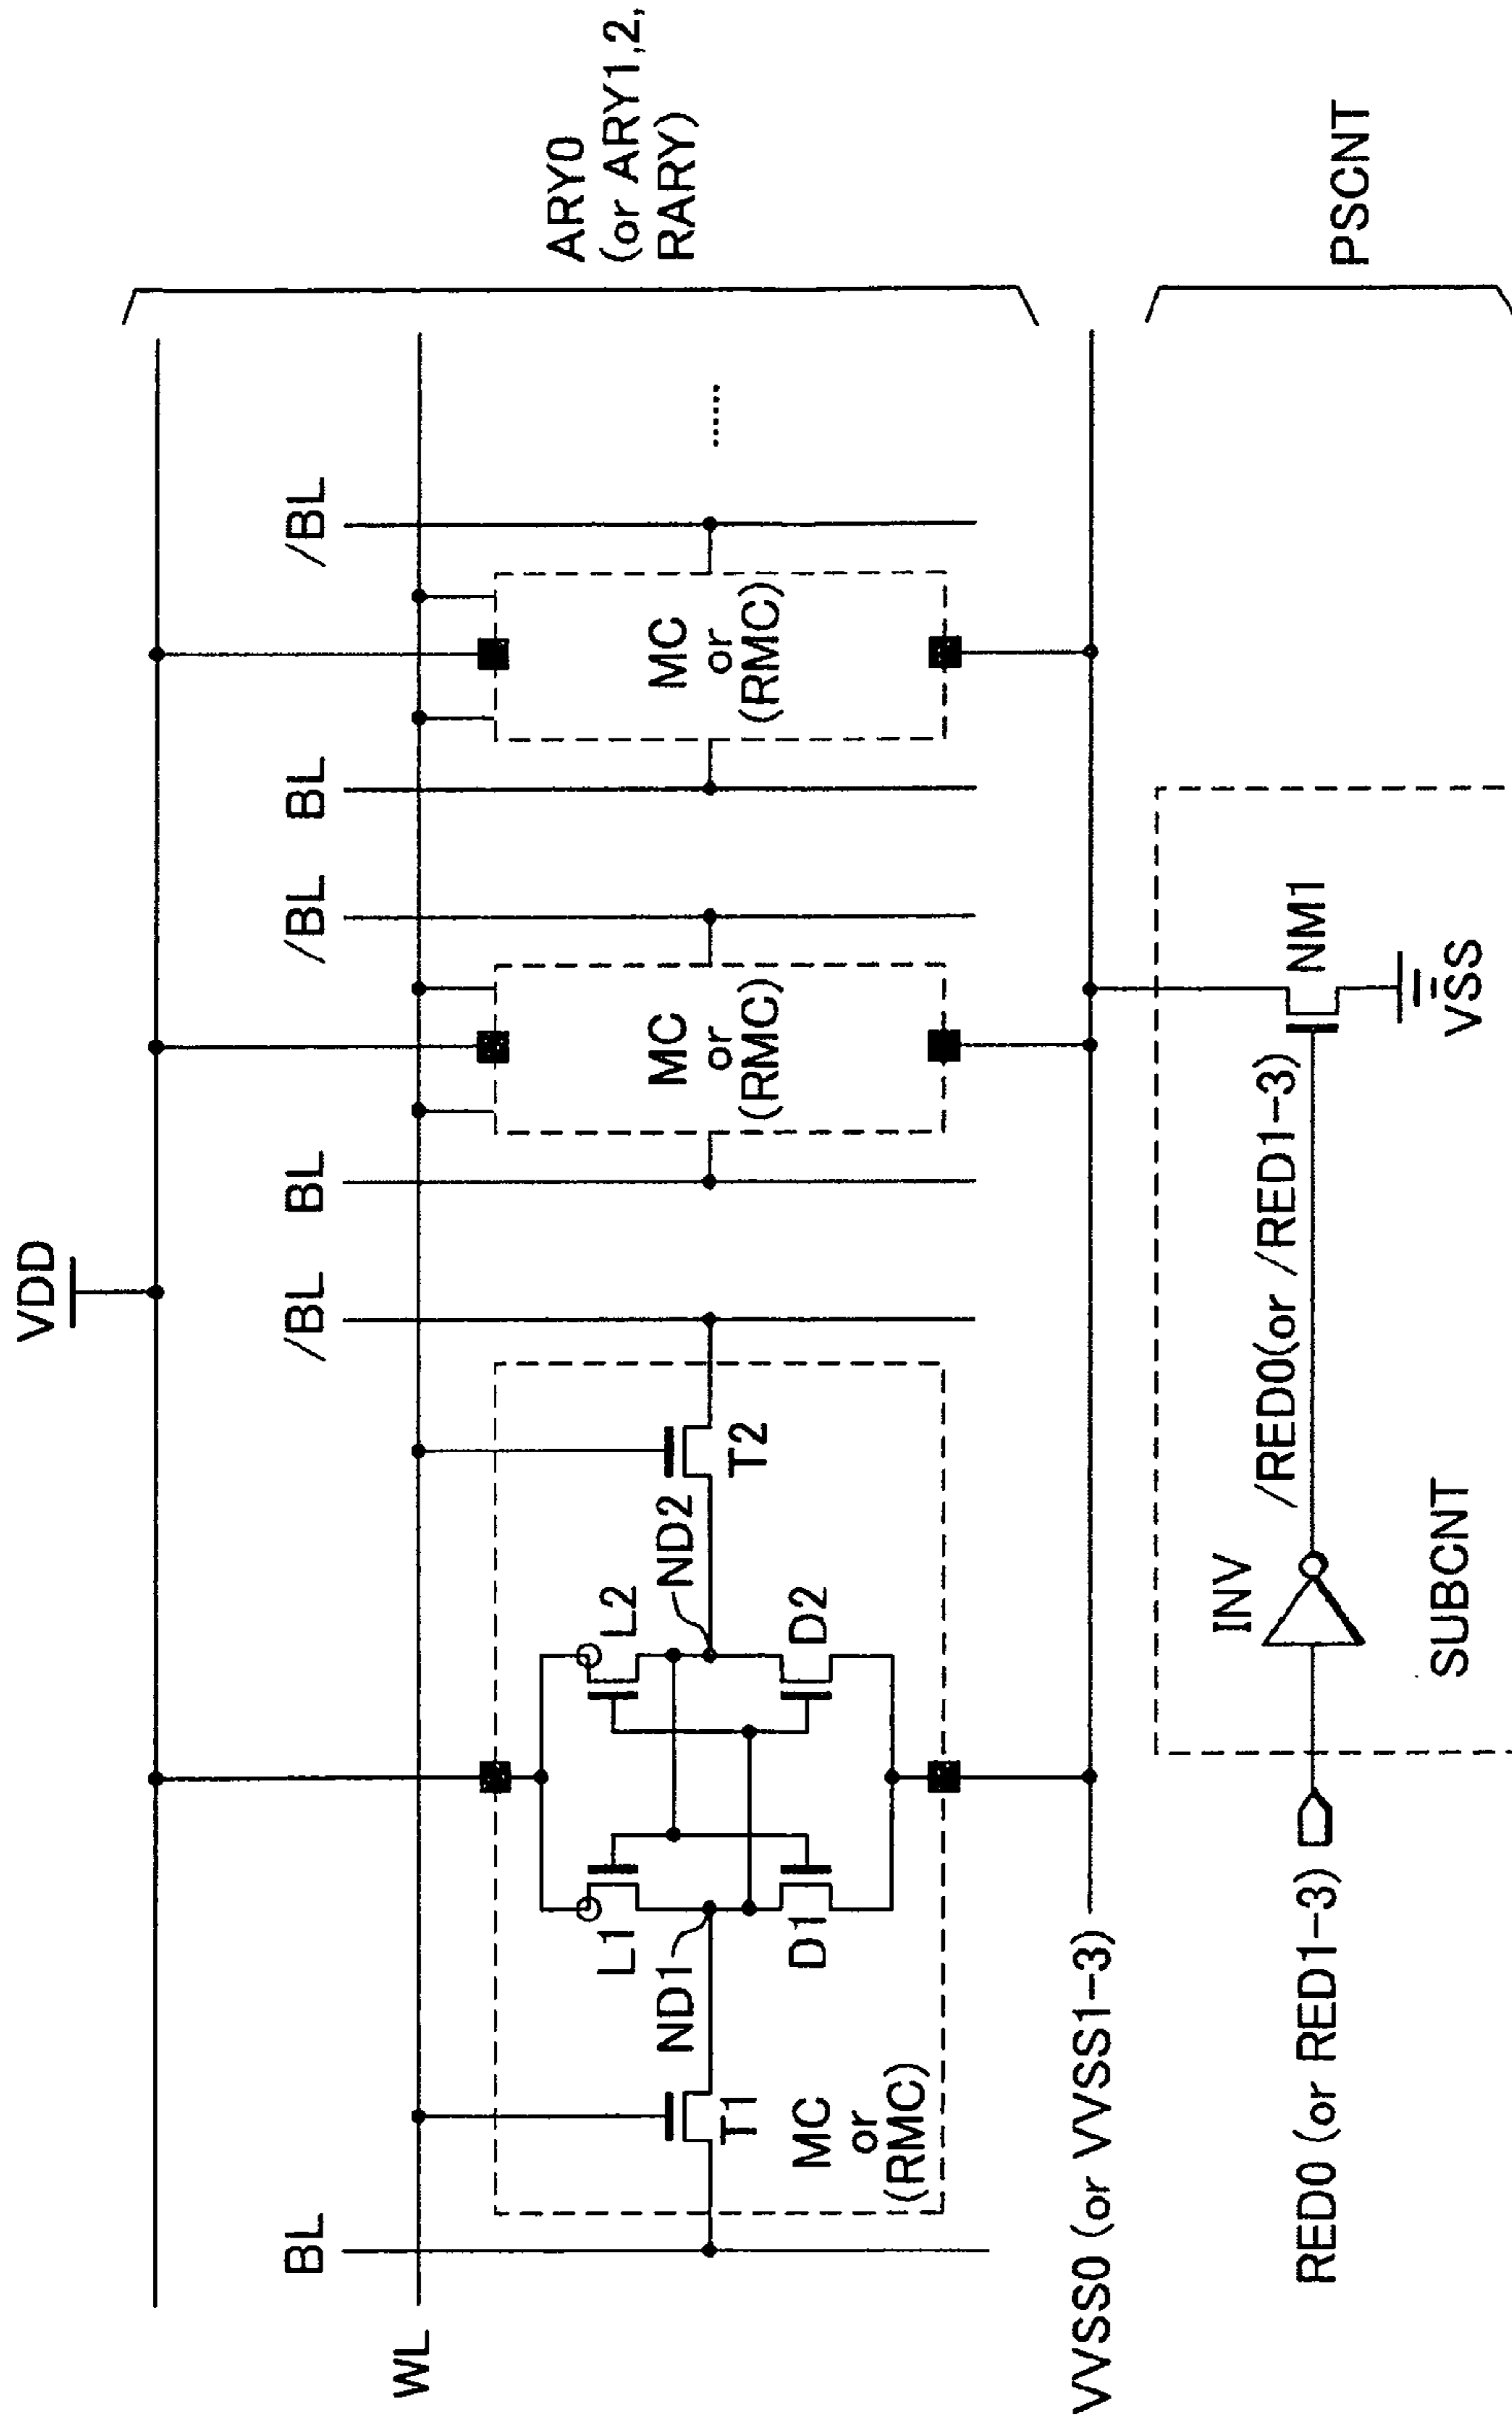 VDD
BL
/BL
BL
/BL
BL
/BL
WL
L1
L2
ND1
ND2
T1
T2
D1
D2
MC
or
(RMC)
MC
or
(RMC)
MC
or
(RMC)
ARY0
(or ARY1,2,
RARY)
VVSS0 (or VVSS1-3)
RED0 (or RED1-3)
INV
/RED0(or /RED1-3)
NM1
VSS
SUBCNT
PSCNT